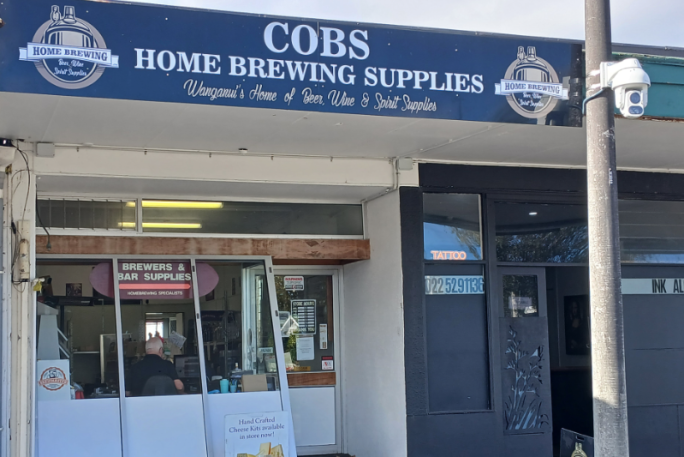 HOME BREWING
Beer, Wine
Spirit Supplies
COBS
HOME BREWING SUPPLIES
Wanganui's Home of Beer, Wine & Spirit Supplies
HOME BREWING
Beer, Wine
Spirit Supplies
BREWERS &
BAR SUPPLIES
HOMEBREWING SPECIALISTS
Hand Crafted
Cheese Kits available
in store now!
TATTOO
022 52 91136
INK AL